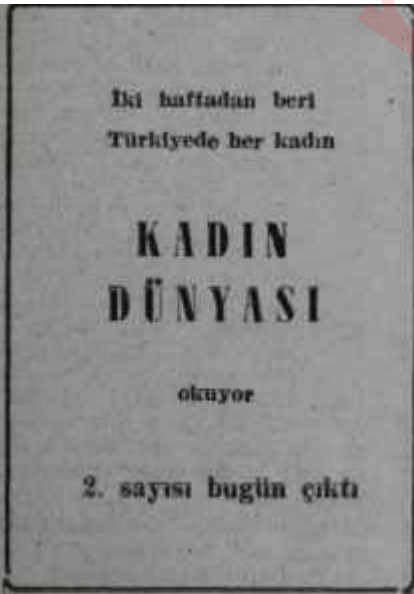 İki haftadan beri
Türkiyede her kadın
KADIN
DÜNYASI
okuyor
2. sayısı bugün çıktı